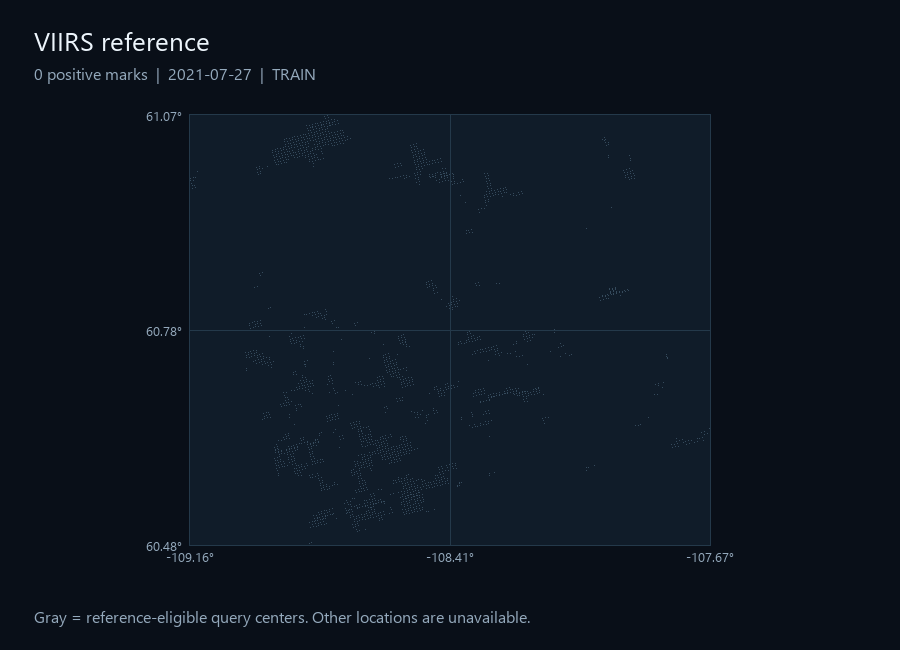 VIIRS reference
0 positive marks | 2021-07-27 | TRAIN
61.07°
60.78°
60.48°
-109.16°
-108.41°
-107.67°
Gray = reference-eligible query centers. Other locations are unavailable.